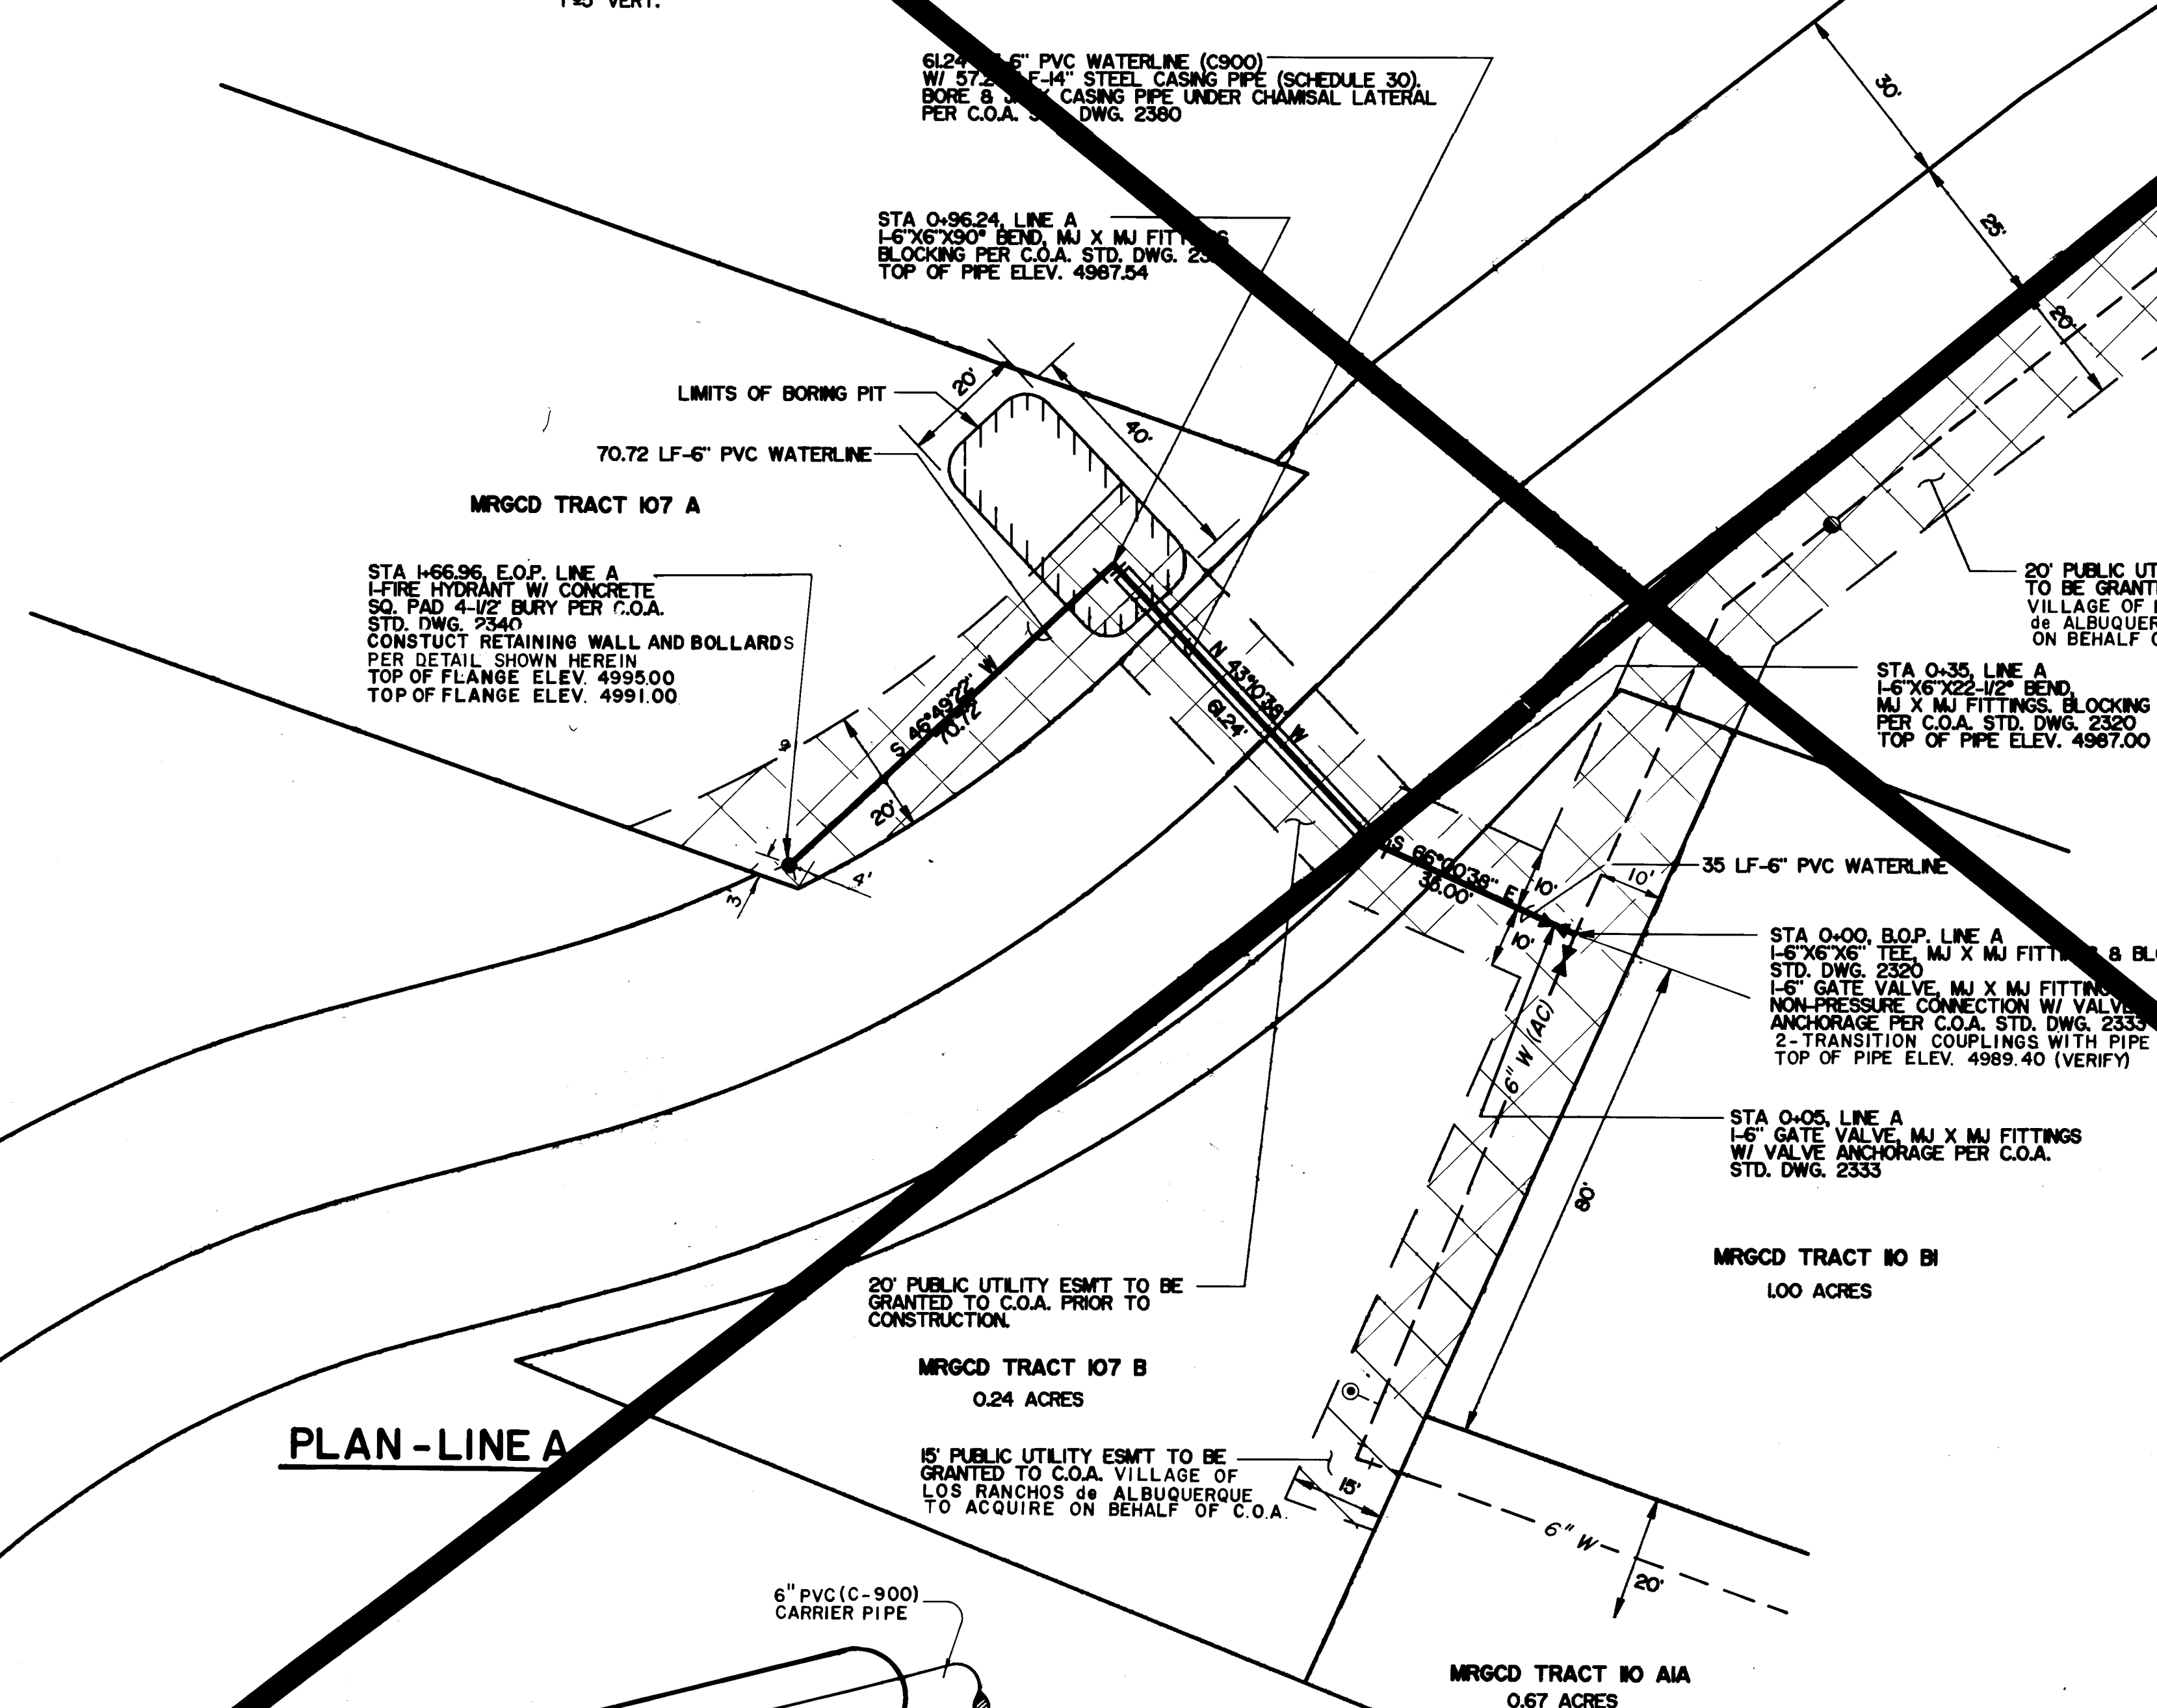 1"=5' VERT.
61.24 6" PVC WATERLINE (C900)
W/ 57.2 LF-14" STEEL CASING PIPE (SCHEDULE 30).
BORE & CASING PIPE UNDER CHAMISAL LATERAL
PER C.O.A. DWG. 2380
30'
25'
20'
STA 0+96.24, LINE A
1-6"X6"X90° BEND, MJ X MJ
BLOCKING PER C.O.A. STD. DWG.
TOP OF PIPE ELEV. 4987.54
LIMITS OF BORING PIT
20'
40'
70.72 LF-6" PVC WATERLINE
MRGCD TRACT 107 A
STA 1+66.96, E.O.P. LINE A
1-FIRE HYDRANT W/ CONCRETE
SQ. PAD 4-1/2' BURY PER C.O.A.
STD. DWG. 2340
CONSTUCT RETAINING WALL AND BOLLARDS
PER DETAIL SHOWN HEREIN
TOP OF FLANGE ELEV. 4995.00
TOP OF FLANGE ELEV. 4991.00
20' PUBLIC
TO BE
VILLAGE OF
de
ON BEHALF
S 46°49'22" W
70.72'
N 43°10'38" W
61.24'
20'
4'
3'
STA 0+35, LINE A
1-6"X6"X22-1/2° BEND,
MJ X MJ FITTINGS. BLOCKING
PER C.O.A. STD. DWG. 2320
TOP OF PIPE ELEV. 4987.00
S 66°00'38" E
35.00'
10'
10'
10'
35 LF-6" PVC WATERLINE
STA 0+00, B.O.P. LINE A
1-6"X6"X6" TEE, MJ X MJ &
STD. DWG. 2320
1-6" GATE VALVE, MJ X MJ
NON-PRESSURE CONNECTION W/
ANCHORAGE PER C.O.A. STD. DWG. 2333
2-TRANSITION COUPLINGS WITH PIPE
TOP OF PIPE ELEV. 4989.40 (VERIFY)
6" W (AC)
STA 0+05, LINE A
1-6" GATE VALVE, MJ X MJ FITTINGS
W/ VALVE ANCHORAGE PER C.O.A.
STD. DWG. 2333
80'
MRGCD TRACT 110 B1
1.00 ACRES
20' PUBLIC UTILITY ESM'T TO BE
GRANTED TO C.O.A. PRIOR TO
CONSTRUCTION.
MRGCD TRACT 107 B
0.24 ACRES
PLAN-LINE A
15' PUBLIC UTILITY ESM'T TO BE
GRANTED TO C.O.A. VILLAGE OF
LOS RANCHOS de ALBUQUERQUE
TO ACQUIRE ON BEHALF OF C.O.A.
15'
6" W
20'
6" PVC (C-900)
CARRIER PIPE
MRGCD TRACT 110 A1A
0.67 ACRES